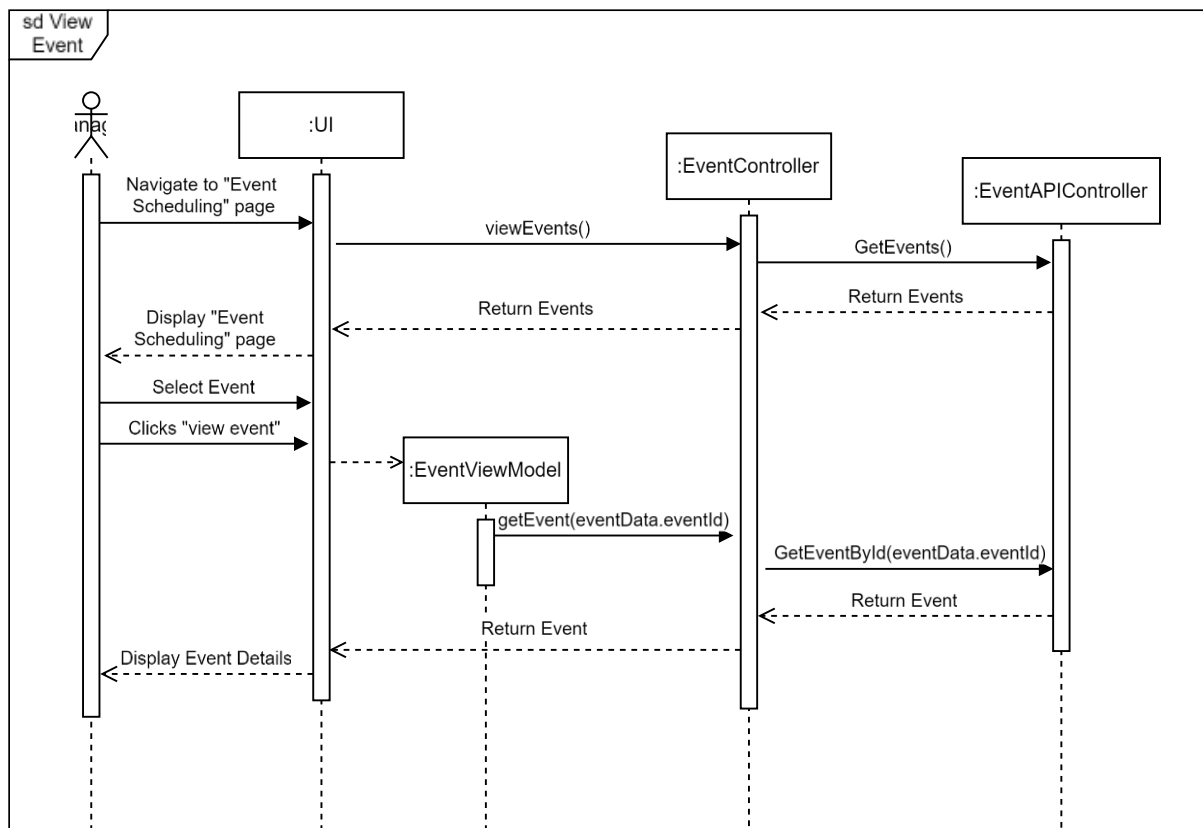 sd View
Event
:UI
:EventController
:EventAPIController
Navigate to "Event
Scheduling" page
viewEvents()
GetEvents()
Return Events
Return Events
Display "Event
Scheduling" page
Select Event
Clicks "view event"
:EventViewModel
getEvent(eventData.eventId)
GetEventById(eventData.eventId)
Return Event
Return Event
Display Event Details